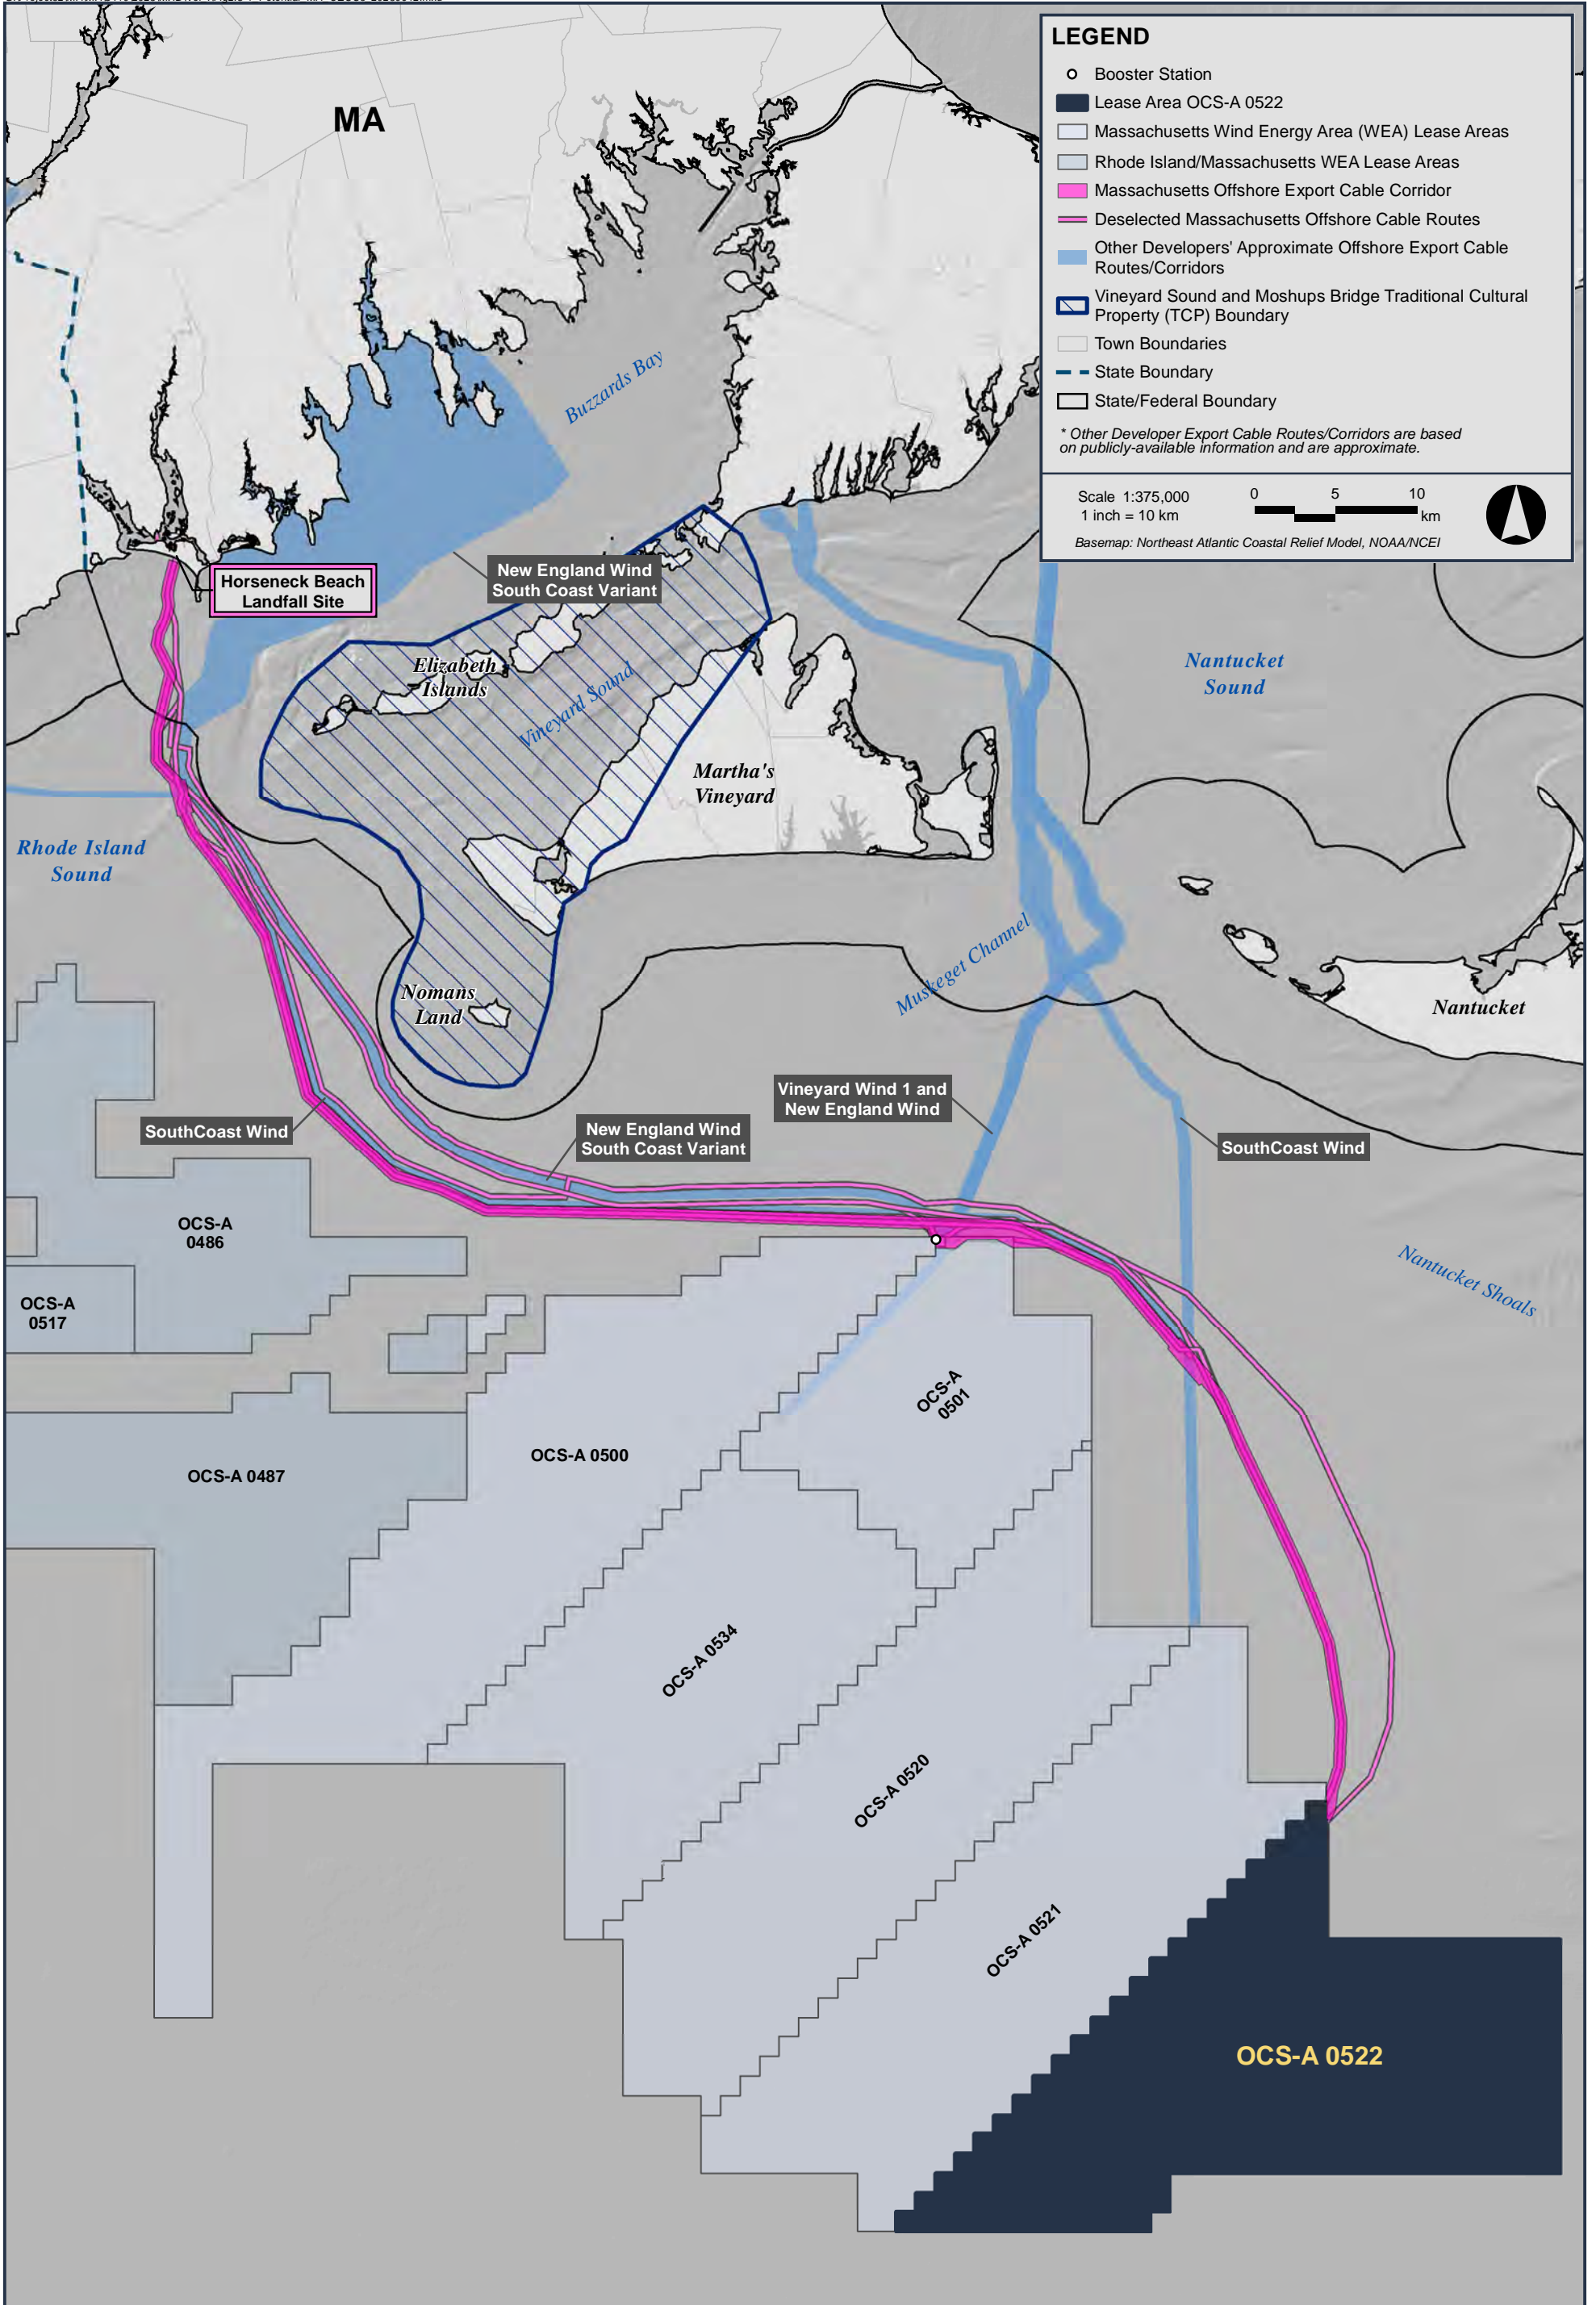 LEGEND
Booster Station
Lease Area OCS-A 0522
Massachusetts Wind Energy Area (WEA) Lease Areas
Rhode Island/Massachusetts WEA Lease Areas
Massachusetts Offshore Export Cable Corridor
Deselected Massachusetts Offshore Cable Routes
Other Developers' Approximate Offshore Export Cable
Routes/Corridors
Vineyard Sound and Moshups Bridge Traditional Cultural
Property (TCP) Boundary
Town Boundaries
State Boundary
State/Federal Boundary
* Other Developer Export Cable Routes/Corridors are based
on publicly-available information and are approximate.
Scale 1:375,000
1 inch = 10 km
0 5 10
km
Basemap: Northeast Atlantic Coastal Relief Model, NOAA/NCEI
MA
Buzzards Bay
New England Wind
South Coast Variant
Horseneck Beach
Landfall Site
Elizabeth
Islands
Vineyard Sound
Nantucket
Sound
Martha's
Vineyard
Rhode Island
Sound
Muskeget Channel
Nomans
Land
Nantucket
Vineyard Wind 1 and
New England Wind
SouthCoast Wind
New England Wind
South Coast Variant
SouthCoast Wind
OCS-A
0486
Nantucket Shoals
OCS-A
0517
OCS-A
0501
OCS-A 0500
OCS-A 0487
OCS-A 0534
OCS-A 0520
OCS-A 0521
OCS-A 0522